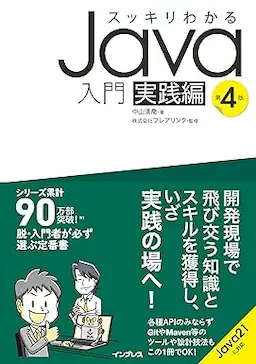 スッキリわかる
Java
入門 実践編 第4版
中山清喬・著
株式会社フレアリンク・監修
シリーズ累計
90万部
突破!
脱・入門者が必ず
選ぶ定番書
開発現場で
飛び交う知識と
スキルを獲得し、
いざ
実践の場へ!
各種APIのみならず
GitやMaven等の
ツールや設計技法も
この1冊でOK!
Java21
対応
インプレス